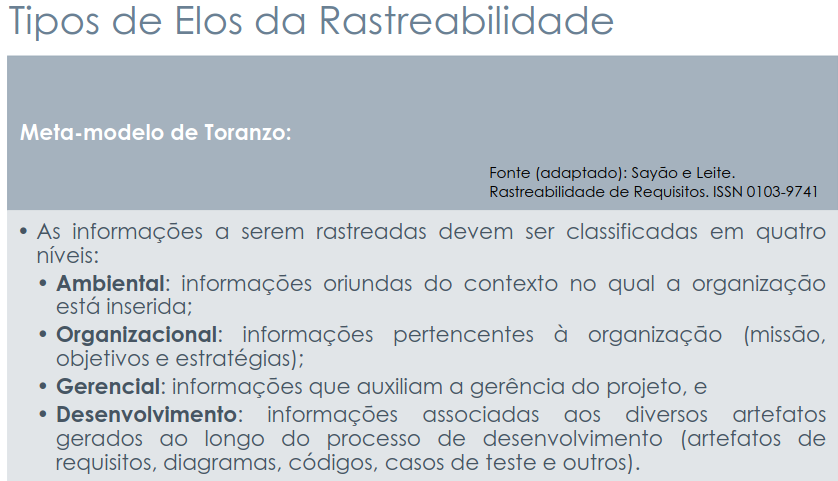 Tipos de Elos da Rastreabilidade
Meta-modelo de Toranzo:
Fonte (adaptado): Sayão e Leite.
Rastreabilidade de Requisitos. ISSN 0103-9741
• As informações a serem rastreadas devem ser classificadas em quatro
níveis:
• Ambiental: informações oriundas do contexto no qual a organização
está inserida;
• Organizacional: informações pertencentes à organização (missão,
objetivos e estratégias);
• Gerencial: informações que auxiliam a gerência do projeto, e
• Desenvolvimento: informações associadas aos diversos artefatos
gerados ao longo do processo de desenvolvimento (artefatos de
requisitos, diagramas, códigos, casos de teste e outros).